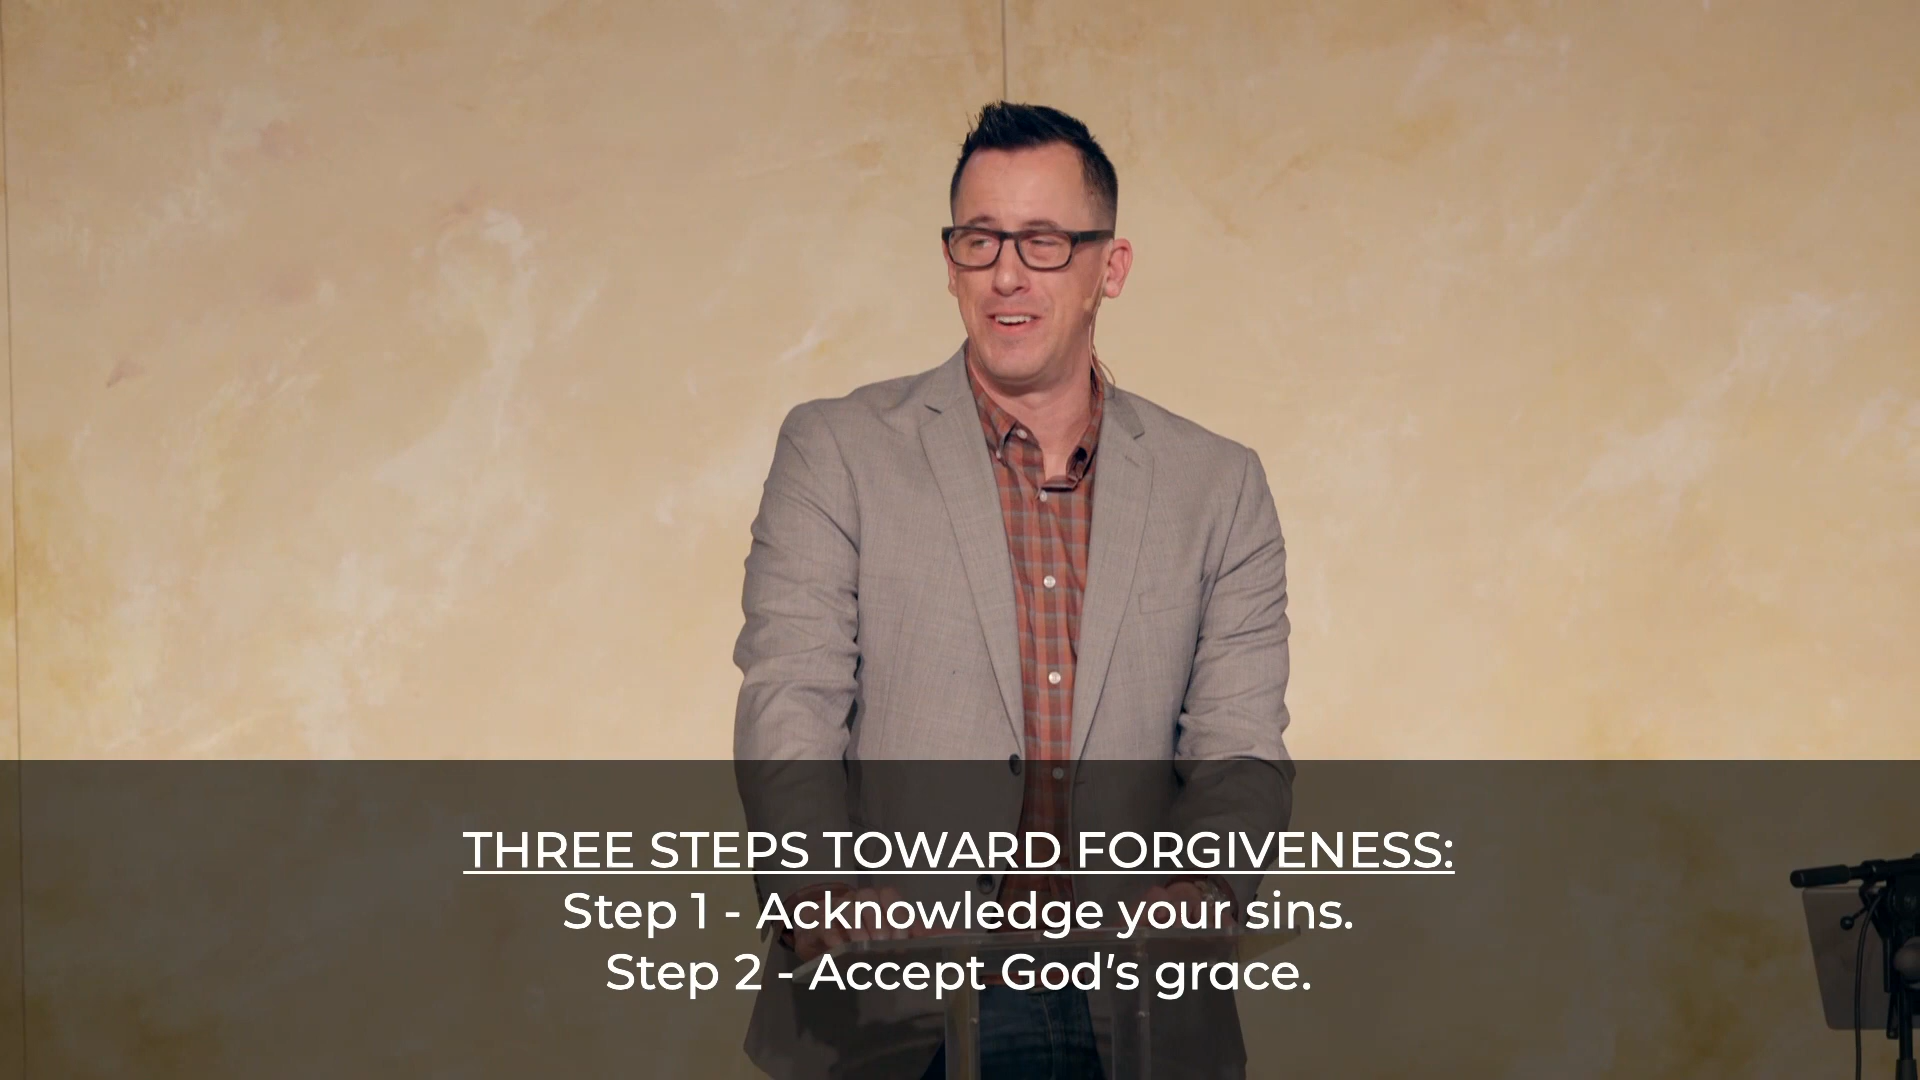 THREE STEPS TOWARD FORGIVENESS:
Step 1 - Acknowledge your sins.
Step 2 - Accept God's grace.